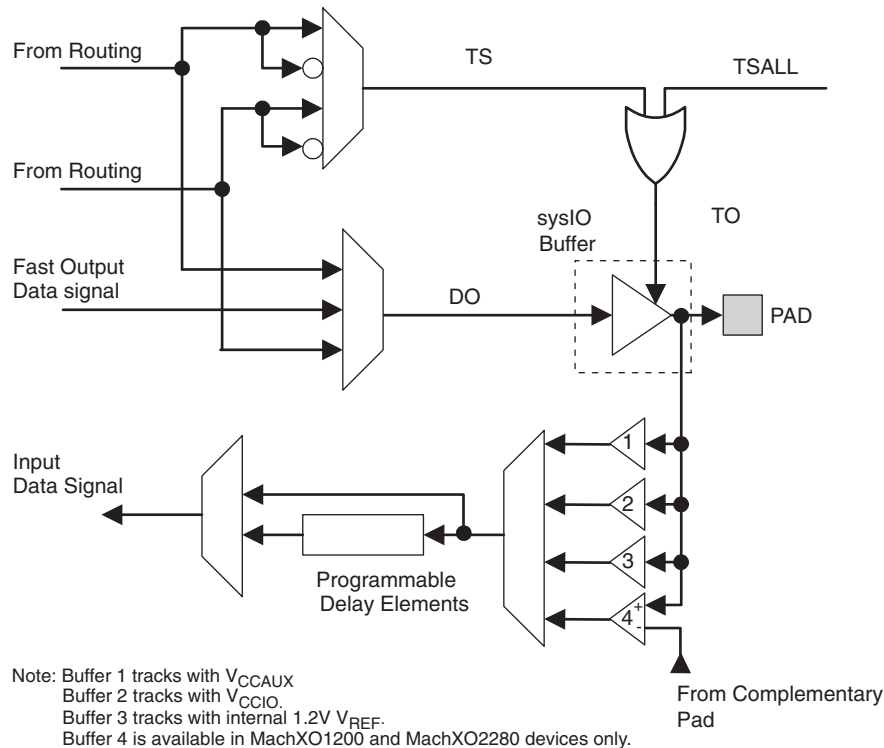 From Routing
TS
TSALL
From Routing
TO
sysIO
Buffer
Fast Output
Data signal
DO
PAD
1
Input
Data Signal
2
3
Programmable
Delay Elements
4
+
-
From Complementary
Pad
Note: Buffer 1 tracks with VCCAUX
Buffer 2 tracks with VCCIO.
Buffer 3 tracks with internal 1.2V VREF.
Buffer 4 is available in MachXO1200 and MachXO2280 devices only.